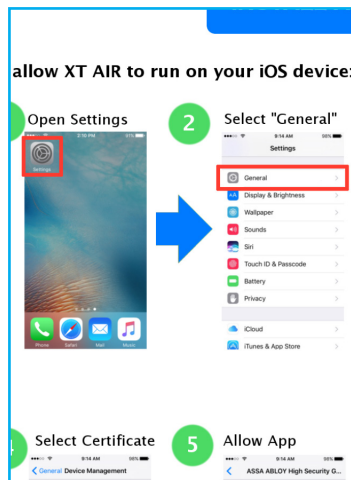 allow XT AIR to run on your iOS device:
Open Settings
2:10 PM
Settings
Phone
Safari
Mail
Music
2
Select "General"
9:14 AM
Settings
General
Display & Brightness
Wallpaper
Sounds
Siri
Touch ID & Passcode
Battery
Privacy
iCloud
iTunes & App Store
Select Certificate
9:14 AM
General
Device Management
5
Allow App
9:14 AM
ASSA ABLOY High Security G...